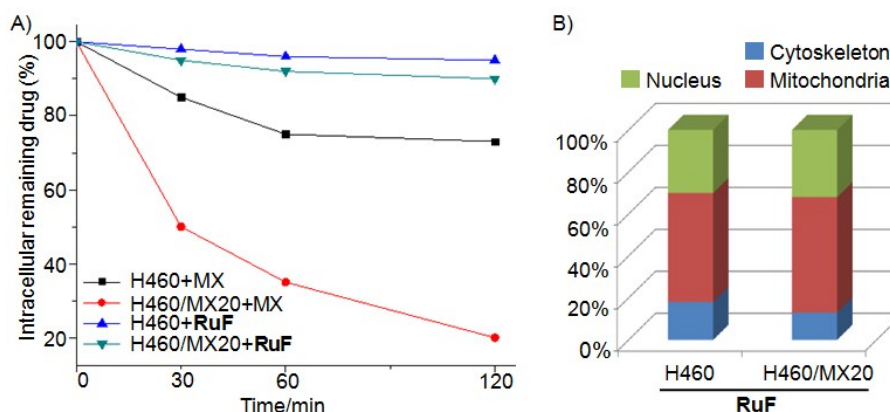 A)
Intracellular remaining drug (%)
100
80
60
40
20
H460+MX
H460/MX20+MX
H460+RuF
H460/MX20+RuF
0 30 60 120
Time/min
B)
Cytoskeleton
Nucleus Mitochondria
100%
80%
60%
40%
20%
0%
H460 H460/MX20
RuF